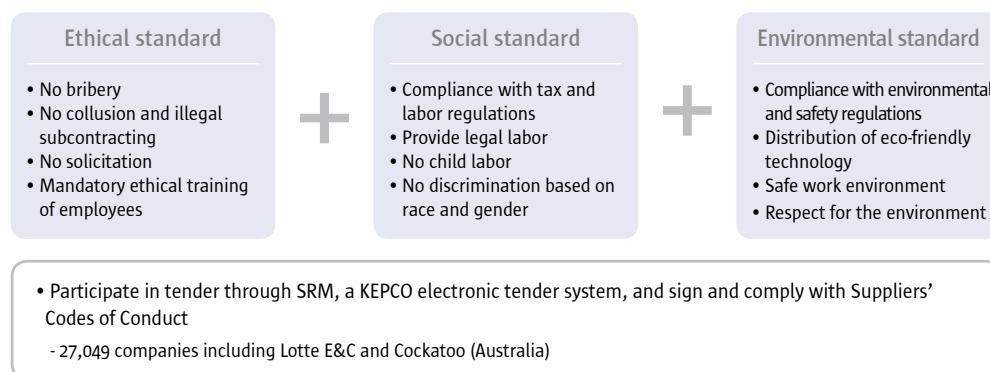 Ethical standard
• No bribery
• No collusion and illegal
subcontracting
• No solicitation
• Mandatory ethical training
of employees
Social standard
• Compliance with tax and
labor regulations
• Provide legal labor
• No child labor
• No discrimination based on
race and gender
Environmental standard
• Compliance with environmental
and safety regulations
• Distribution of eco-friendly
technology
• Safe work environment
• Respect for the environment
• Participate in tender through SRM, a KEPCO electronic tender system, and sign and comply with Suppliers’
Codes of Conduct
- 27,049 companies including Lotte E&C and Cockatoo (Australia)